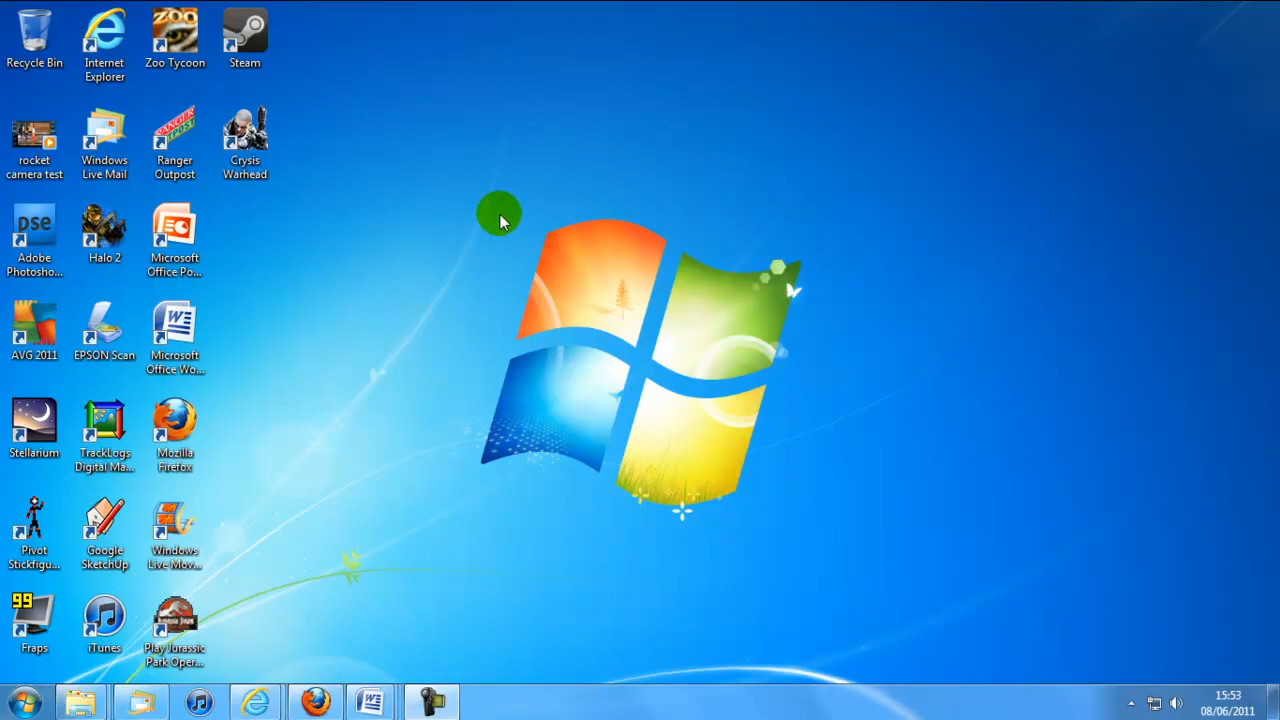 Recycle Bin
Internet
Explorer
Zoo Tycoon
Steam
rocket
camera test
Windows
Live Mail
Ranger
Outpost
Crysis
Warhead
Adobe
Photosho...
Halo 2
Microsoft
Office Po...
AVG 2011
EPSON Scan
Microsoft
Office Wo...
Stellarium
TrackLogs
Digital Ma...
Mozilla
Firefox
Pivot
Stickfigu...
Google
SketchUp
Windows
Live Mov...
Fraps
iTunes
Play Jurassic
Park Oper...
ZOO
RANGER
pse
99
15:53
08/06/2011